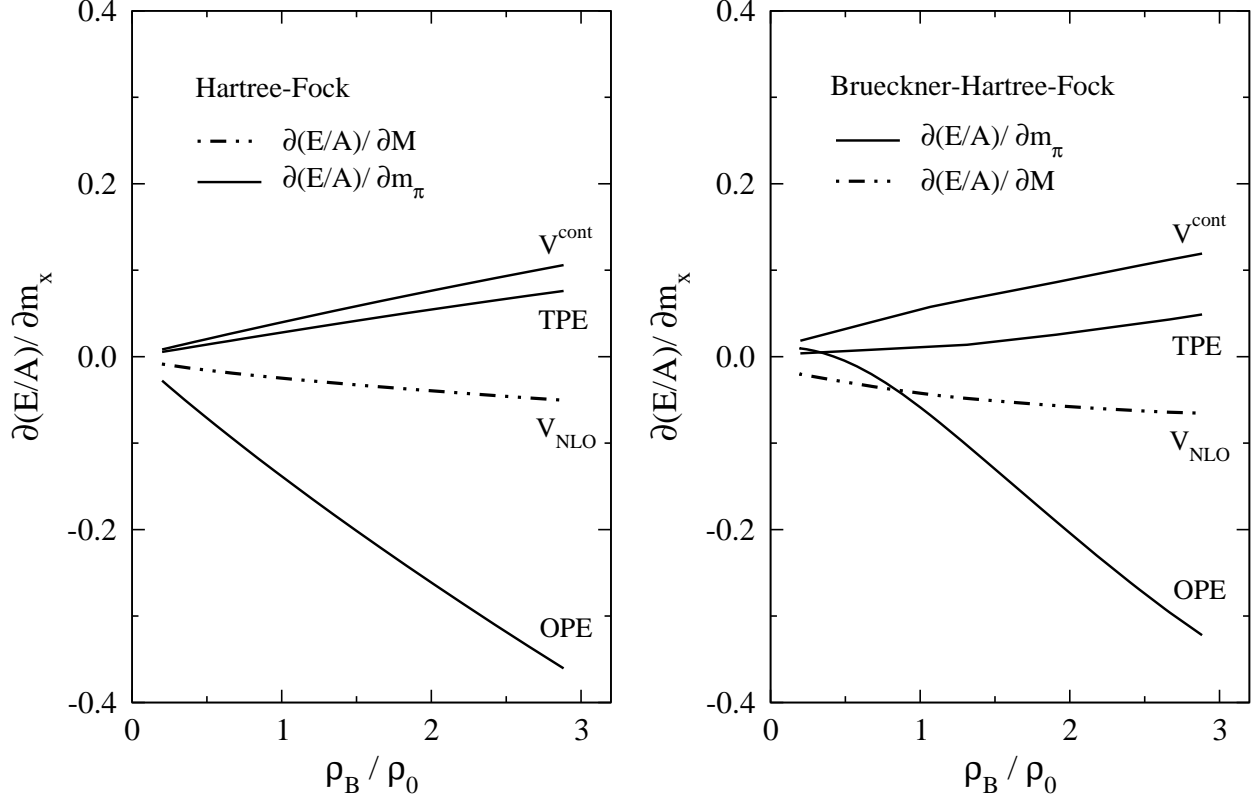 0.4
0.2
0.0
-0.2
-0.4
∂(E/A)/ ∂m_x
Hartree-Fock
∂(E/A)/ ∂M
∂(E/A)/ ∂m_π
V^cont
TPE
V_NLO
OPE
0 1 2 3
ρ_B / ρ_0
0.4
0.2
0.0
-0.2
-0.4
∂(E/A)/ ∂m_x
Brueckner-Hartree-Fock
∂(E/A)/ ∂m_π
∂(E/A)/ ∂M
V^cont
TPE
V_NLO
OPE
0 1 2 3
ρ_B / ρ_0